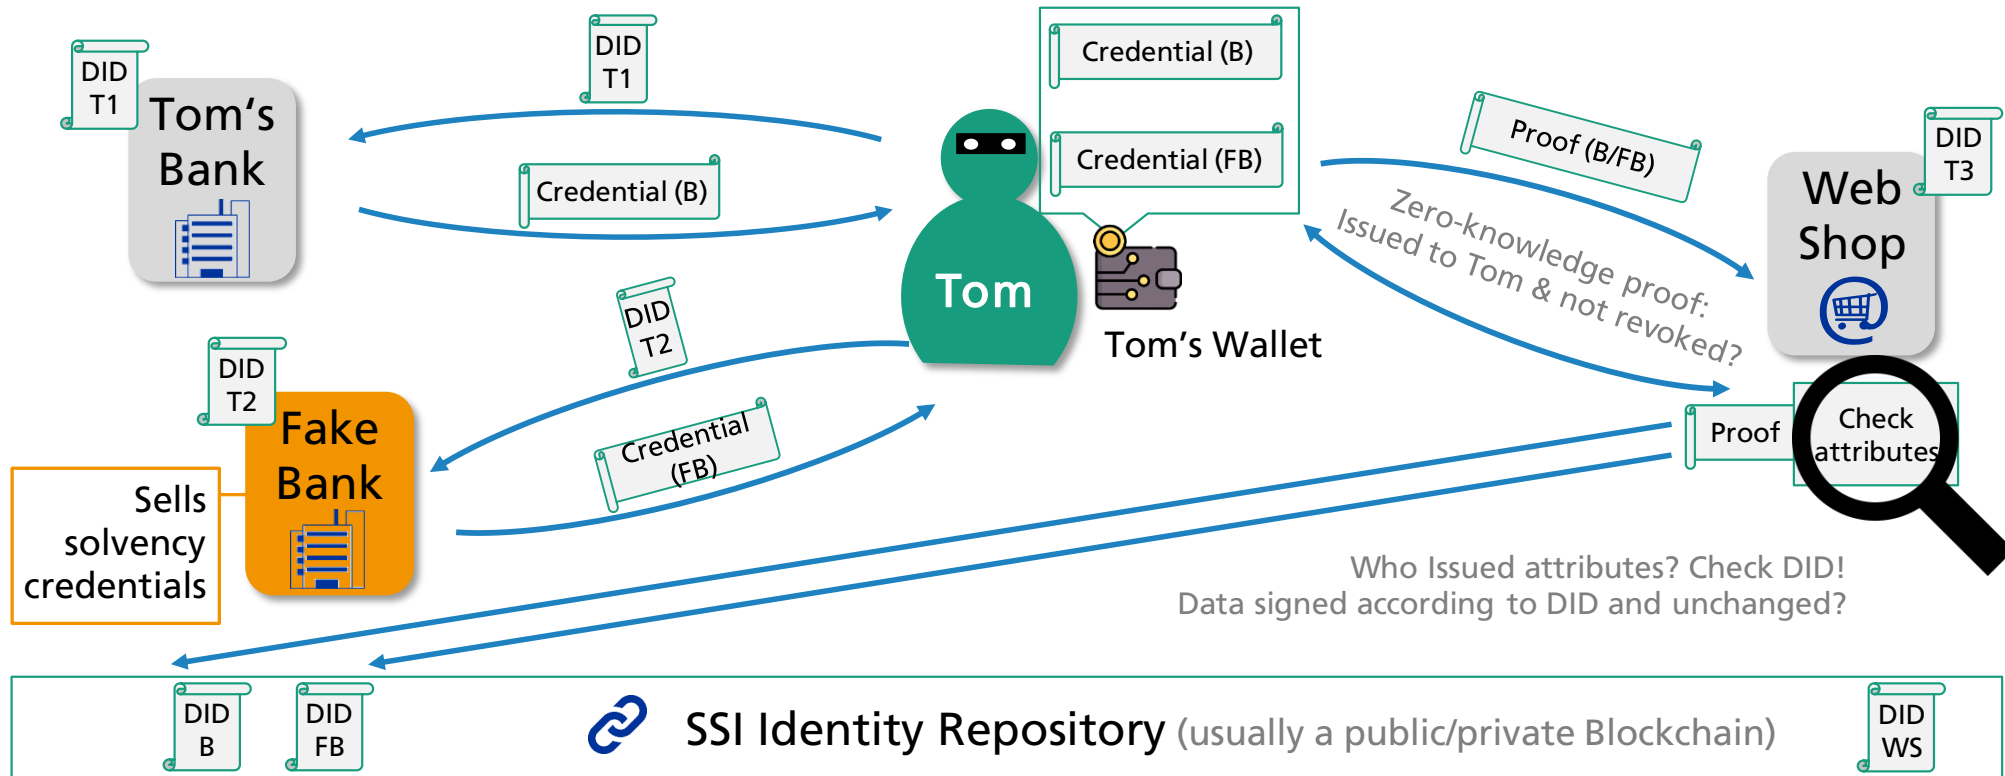 DID
T1
Tom‘s
Bank
DID
T1
Credential (B)
Credential (B)
Credential (FB)
Tom
Tom’s Wallet
Proof (B/FB)
Zero-knowledge proof:
Issued to Tom & not revoked?
DID
T3
Web
Shop
DID
T2
DID
T2
Fake
Bank
Credential
(FB)
Sells
solvency
credentials
Proof
Check
attributes
Who Issued attributes? Check DID!
Data signed according to DID and unchanged?
DID
B
DID
FB
SSI Identity Repository (usually a public/private Blockchain)
DID
WS